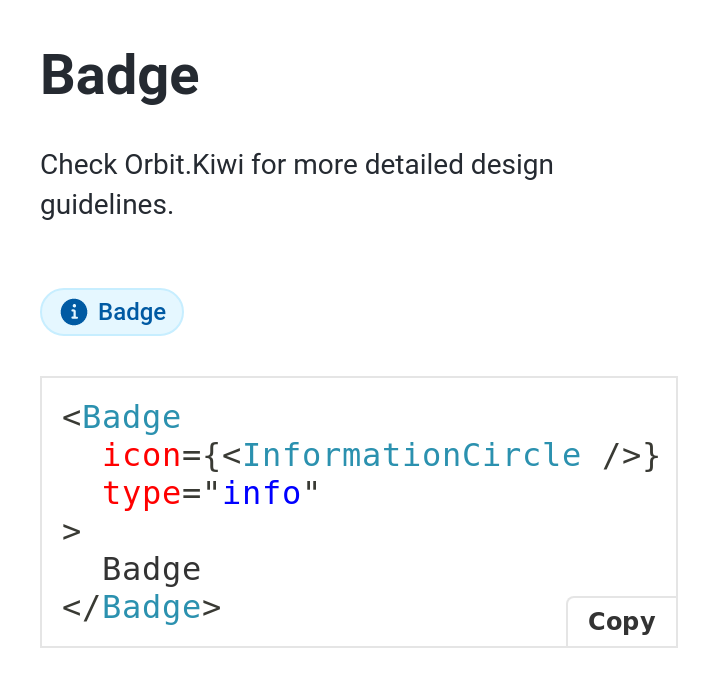 Badge
Check Orbit.Kiwi for more detailed design
guidelines.
Badge
<Badge
  icon={<InformationCircle />}
  type="info"
>
  Badge
</Badge>
Copy